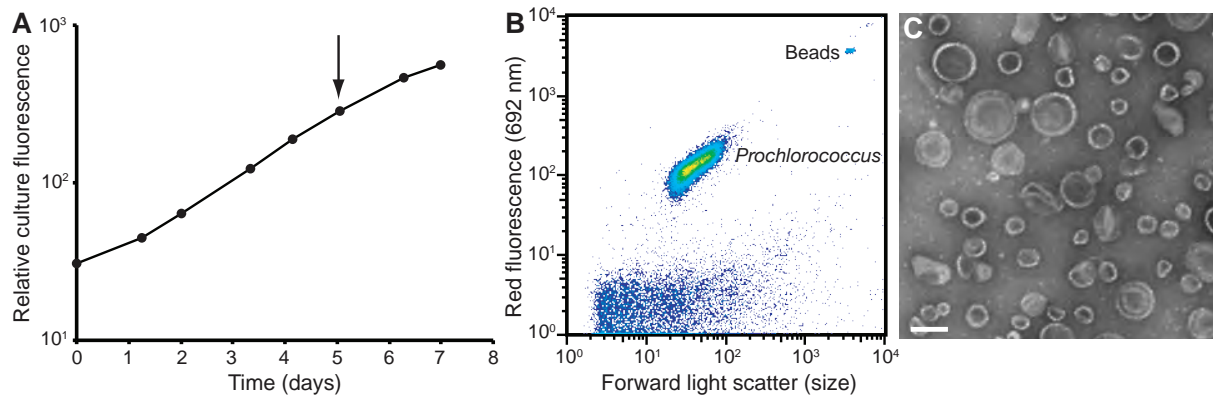 A
Relative culture fluorescence
10³
10²
10¹
0 1 2 3 4 5 6 7 8
Time (days)
B
Red fluorescence (692 nm)
10⁴
10³
10²
10¹
10⁰
Beads
Prochlorococcus
10⁰ 10¹ 10² 10³ 10⁴
Forward light scatter (size)
C